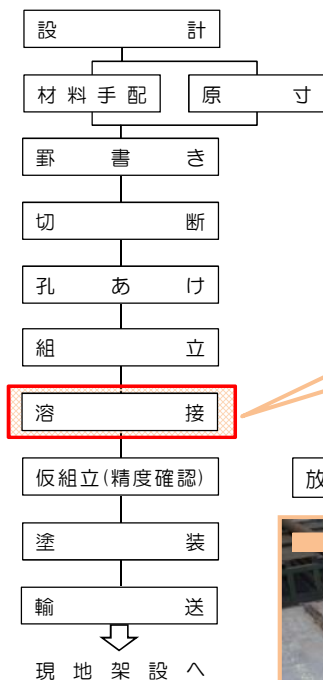 設計
材料手配 原寸
罫書き
切断
孔あけ
組立
溶接
仮組立(精度確認) 放
塗装
輸送
現地架設へ